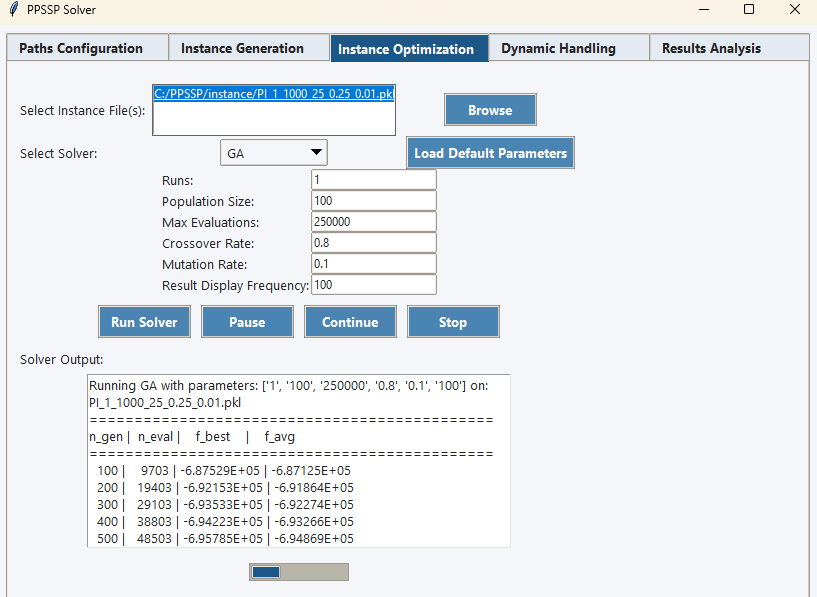 PPSSP Solver
Paths Configuration Instance Generation Instance Optimization Dynamic Handling Results Analysis
Select Instance File(s): C:/PPSSP/instance/PI_1_1000_25_0.25_0.01.pkl Browse
Select Solver: GA Load Default Parameters
Runs: 1
Population Size: 100
Max Evaluations: 250000
Crossover Rate: 0.8
Mutation Rate: 0.1
Result Display Frequency: 100
Run Solver Pause Continue Stop
Solver Output:
Running GA with parameters: ['1', '100', '250000', '0.8', '0.1', '100'] on:
PI_1_1000_25_0.25_0.01.pkl
================================================
n_gen | n_eval | f_best | f_avg
================================================
100 | 9703 | -6.87529E+05 | -6.87125E+05
200 | 19403 | -6.92153E+05 | -6.91864E+05
300 | 29103 | -6.93533E+05 | -6.92274E+05
400 | 38803 | -6.94223E+05 | -6.93266E+05
500 | 48503 | -6.95785E+05 | -6.94869E+05